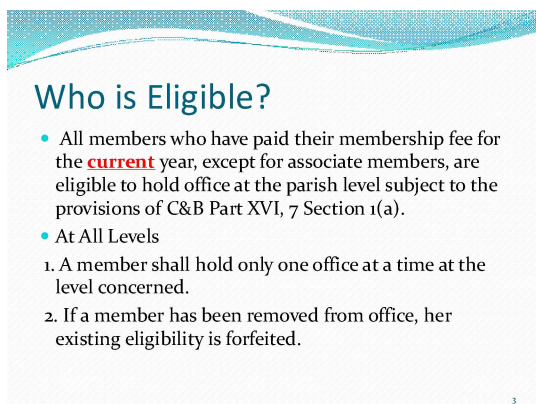 Who is Eligible?
• All members who have paid their membership fee for
the current year, except for associate members, are
eligible to hold office at the parish level subject to the
provisions of C&B Part XVI, 7 Section 1(a).
• At All Levels
1. A member shall hold only one office at a time at the
level concerned.
2. If a member has been removed from office, her
existing eligibility is forfeited.
3